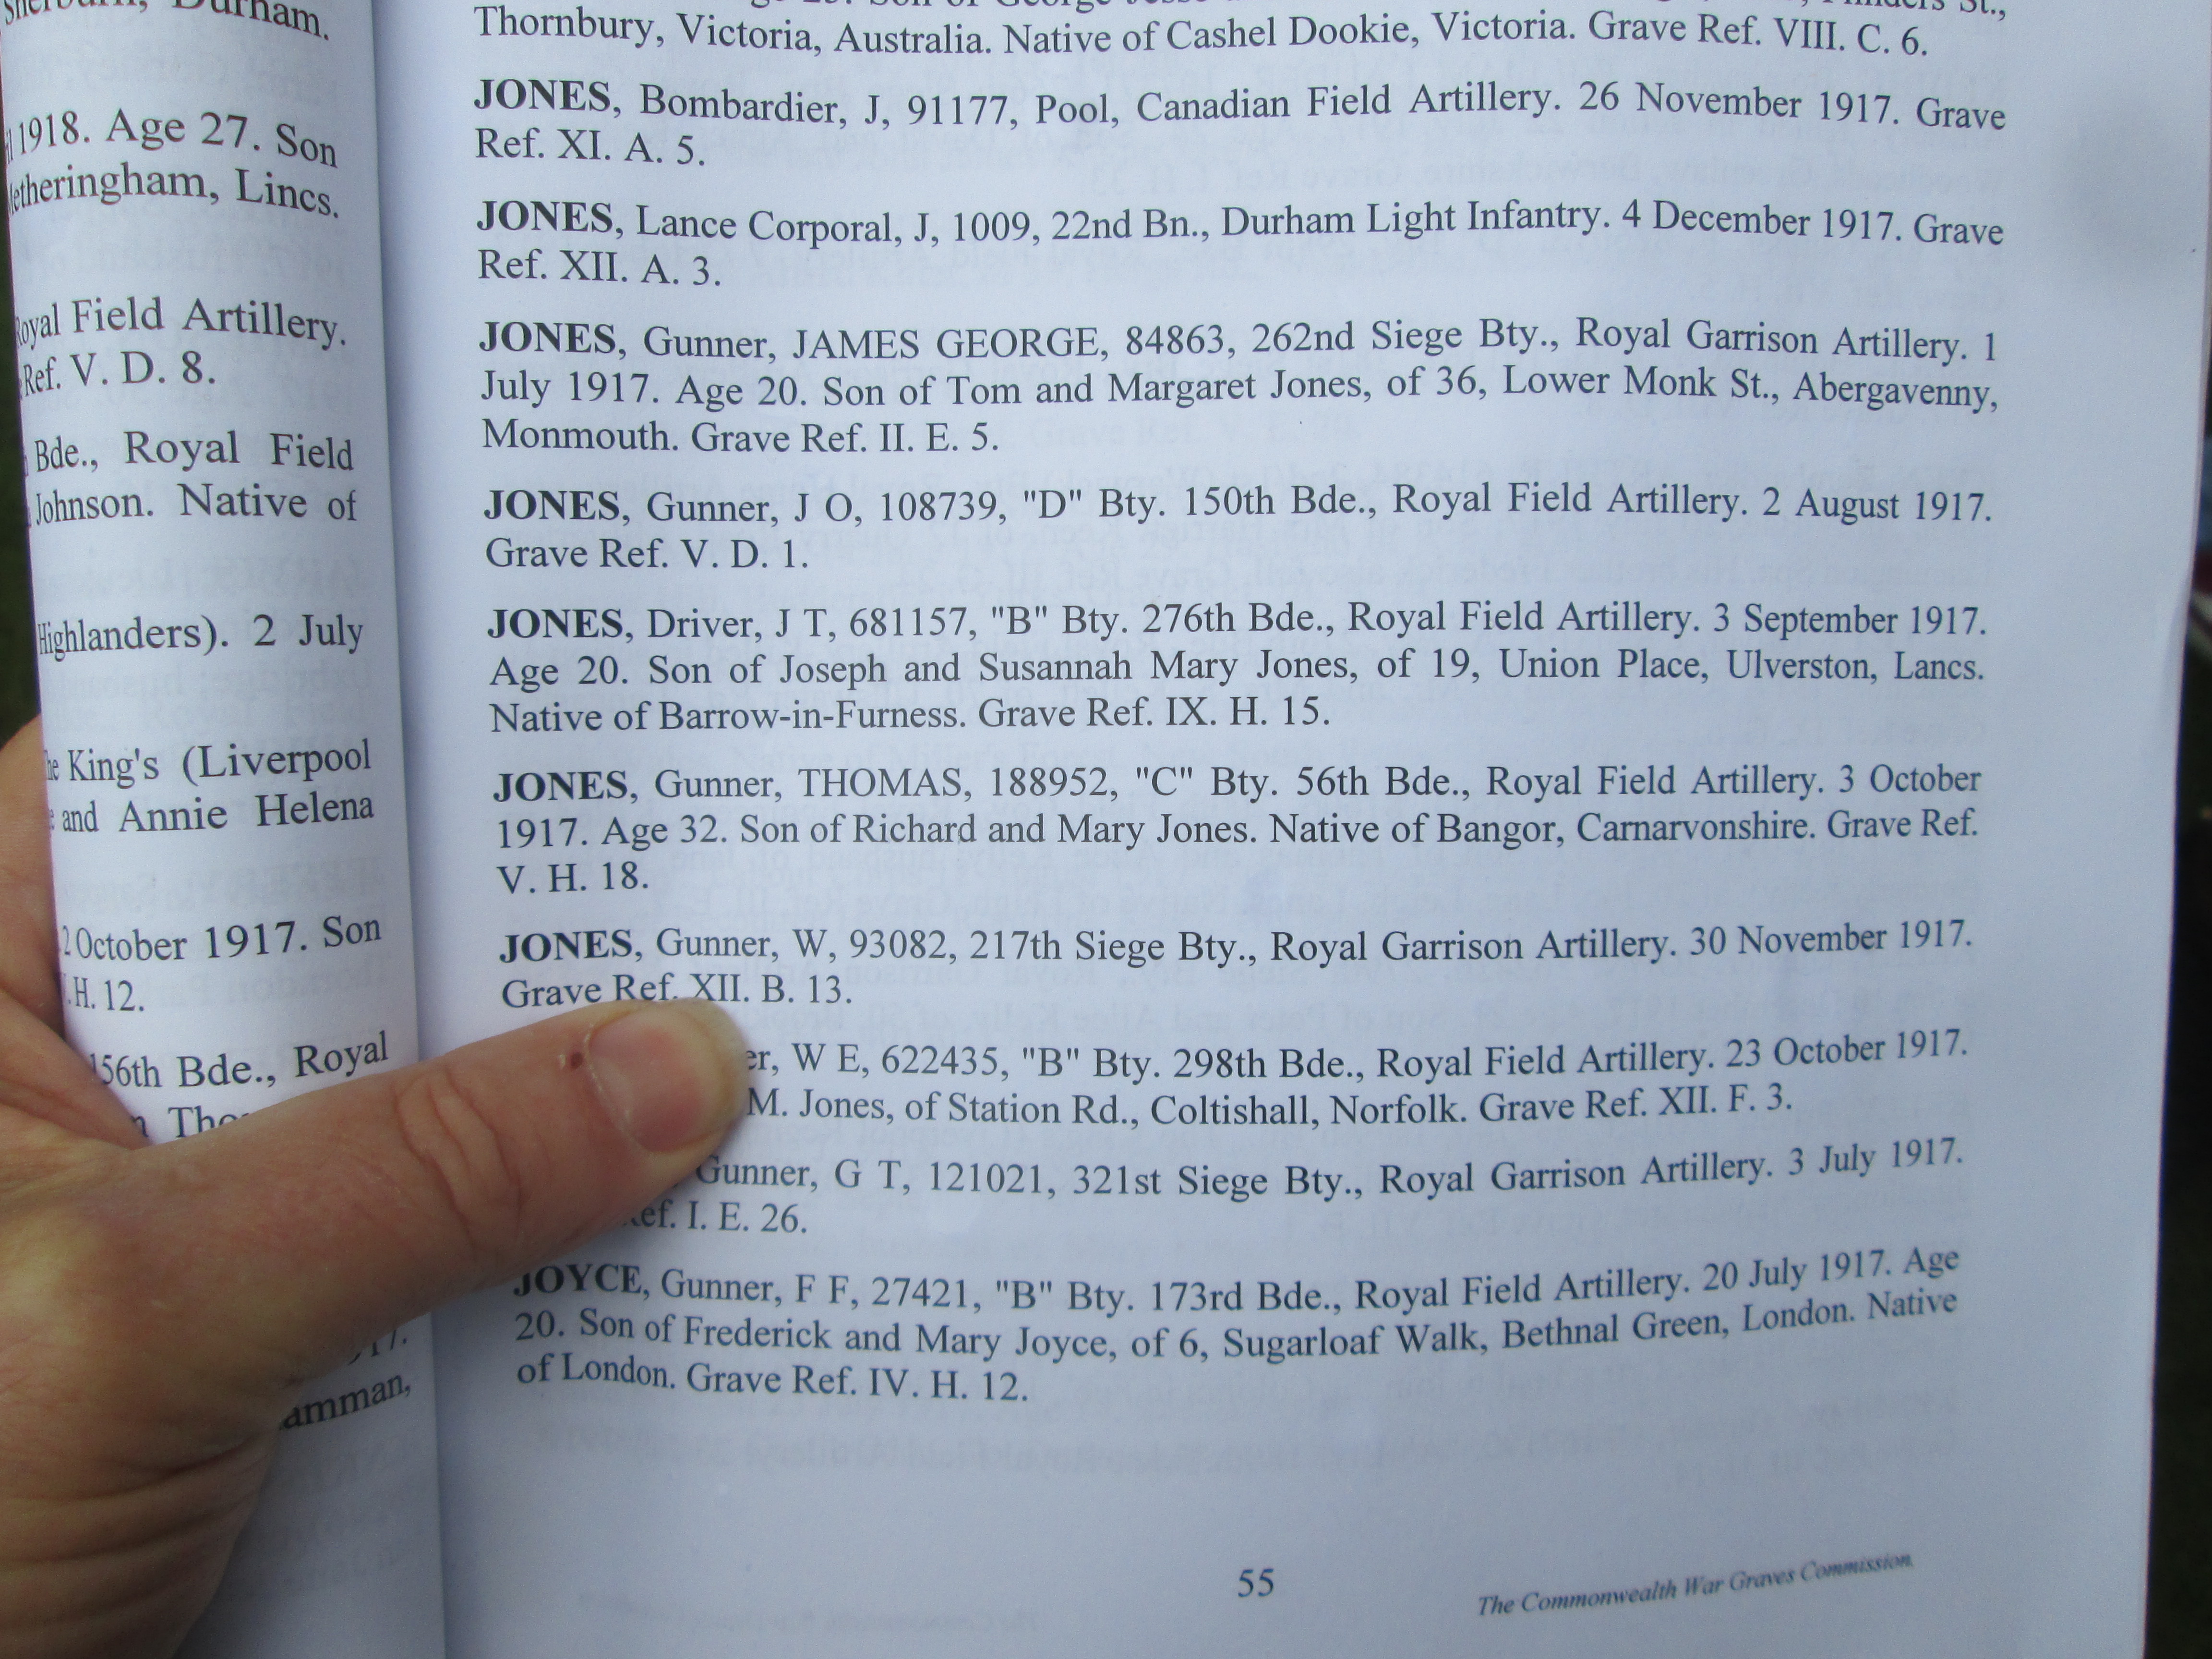 Durham.
1918. Age 27. Son
Metheringham, Lincs.
Royal Field Artillery.
Ref. V. D. 8.
Bde., Royal Field
Johnson. Native of
Highlanders). 2 July
King's (Liverpool
and Annie Helena
October 1917. Son
H. 12.
156th Bde., Royal
Thornbury, Victoria, Australia. Native of Cashel Dookie, Victoria. Grave Ref. VIII. C. 6.
JONES, Bombardier, J, 91177, Pool, Canadian Field Artillery. 26 November 1917. Grave
Ref. XI. A. 5.
JONES, Lance Corporal, J, 1009, 22nd Bn., Durham Light Infantry. 4 December 1917. Grave
Ref. XII. A. 3.
JONES, Gunner, JAMES GEORGE, 84863, 262nd Siege Bty., Royal Garrison Artillery. 1
July 1917. Age 20. Son of Tom and Margaret Jones, of 36, Lower Monk St., Abergavenny,
Monmouth. Grave Ref. II. E. 5.
JONES, Gunner, J O, 108739, "D" Bty. 150th Bde., Royal Field Artillery. 2 August 1917.
Grave Ref. V. D. 1.
JONES, Driver, J T, 681157, "B" Bty. 276th Bde., Royal Field Artillery. 3 September 1917.
Age 20. Son of Joseph and Susannah Mary Jones, of 19, Union Place, Ulverston, Lancs.
Native of Barrow-in-Furness. Grave Ref. IX. H. 15.
JONES, Gunner, THOMAS, 188952, "C" Bty. 56th Bde., Royal Field Artillery. 3 October
1917. Age 32. Son of Richard and Mary Jones. Native of Bangor, Carnarvonshire. Grave Ref.
V. H. 18.
JONES, Gunner, W, 93082, 217th Siege Bty., Royal Garrison Artillery. 30 November 1917.
Grave Ref. XII. B. 13.
er, W E, 622435, "B" Bty. 298th Bde., Royal Field Artillery. 23 October 1917.
M. Jones, of Station Rd., Coltishall, Norfolk. Grave Ref. XII. F. 3.
Gunner, G T, 121021, 321st Siege Bty., Royal Garrison Artillery. 3 July 1917.
Ref. I. E. 26.
JOYCE, Gunner, F F, 27421, "B" Bty. 173rd Bde., Royal Field Artillery. 20 July 1917. Age
20. Son of Frederick and Mary Joyce, of 6, Sugarloaf Walk, Bethnal Green, London. Native
of London. Grave Ref. IV. H. 12.
55
The Commonwealth War Graves Commission